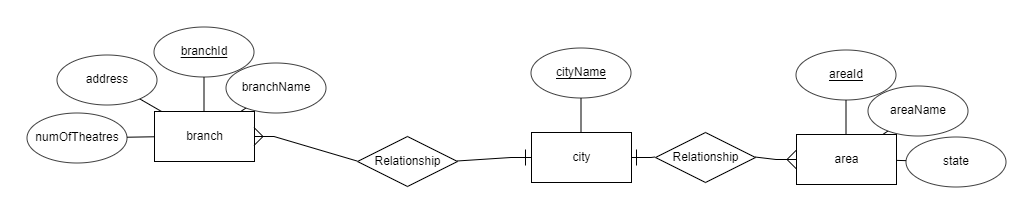 branchId
address
branchName
numOfTheatres
branch
Relationship
cityName
city
Relationship
areaId
areaName
area
state